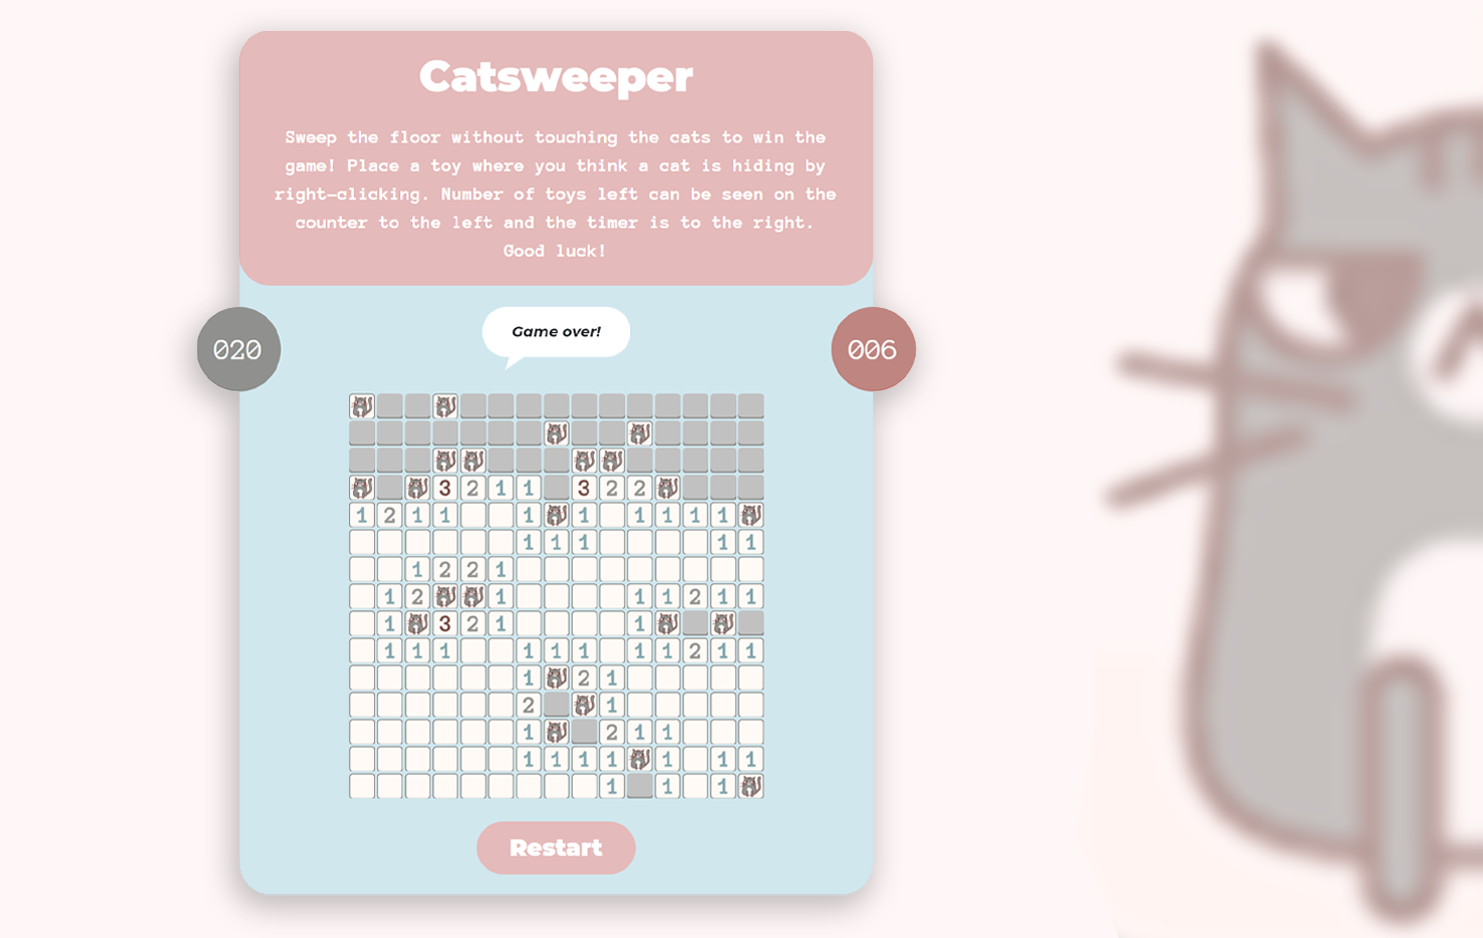 Catsweeper
Sweep the floor without touching the cats to win the
game! Place a toy where you think a cat is hiding by
right-clicking. Number of toys left can be seen on the
counter to the left and the timer is to the right.
Good luck!
020
Game over!
006
3 2 1 1 3 2 2
1 2 1 1 1 1 1 1 1 1
1 1 1 1 1
1 2 2 1
1 2 1 1 1 2 1 1
1 3 2 1 1
1 1 1 1 1 1 1 1 2 1 1
1 2 1
2 1
1 2 1 1
1 1 1 1 1 1 1
1 1 1
Restart